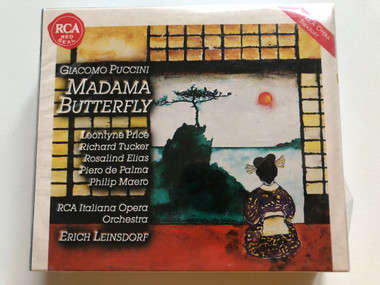 RCA
RED SEAL
GIACOMO PUCCINI
MADAMA
BUTTERFLY
Leontyne Price
Richard Tucker
Rosalind Elias
Piero de Palma
Philip Maero
RCA Italiana Opera
Orchestra
ERICH LEINSDORF